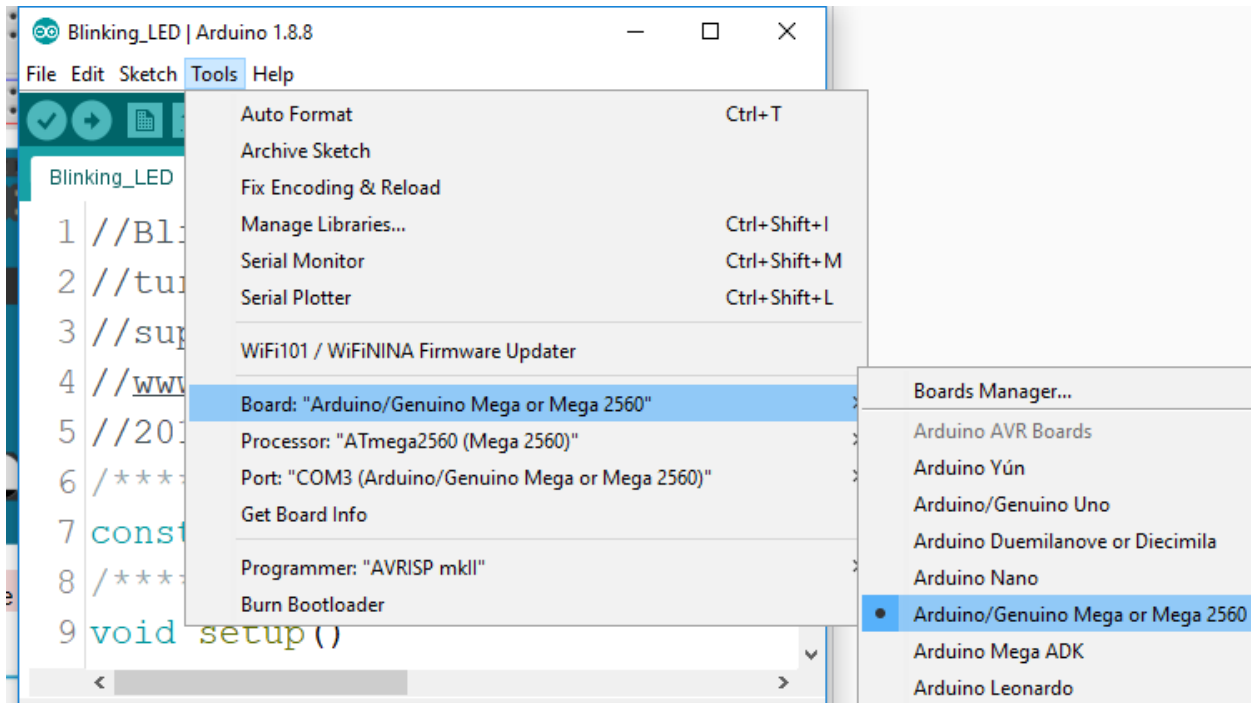 Blinking_LED | Arduino 1.8.8
File Edit Sketch Tools Help
Blinking_LED
Auto Format Ctrl+T
Archive Sketch
Fix Encoding & Reload
Manage Libraries... Ctrl+Shift+I
Serial Monitor Ctrl+Shift+M
Serial Plotter Ctrl+Shift+L
WiFi101 / WiFiNINA Firmware Updater
Board: "Arduino/Genuino Mega or Mega 2560"
Processor: "ATmega2560 (Mega 2560)"
Port: "COM3 (Arduino/Genuino Mega or Mega 2560)"
Get Board Info
Programmer: "AVRISP mkII"
Burn Bootloader
Boards Manager...
Arduino AVR Boards
Arduino Yún
Arduino/Genuino Uno
Arduino Duemilanove or Diecimila
Arduino Nano
Arduino/Genuino Mega or Mega 2560
Arduino Mega ADK
Arduino Leonardo
1 //Bli
2 //tur
3 //sup
4 //www
5 //201
6 /****
7 const
8 /****
9 void setup()